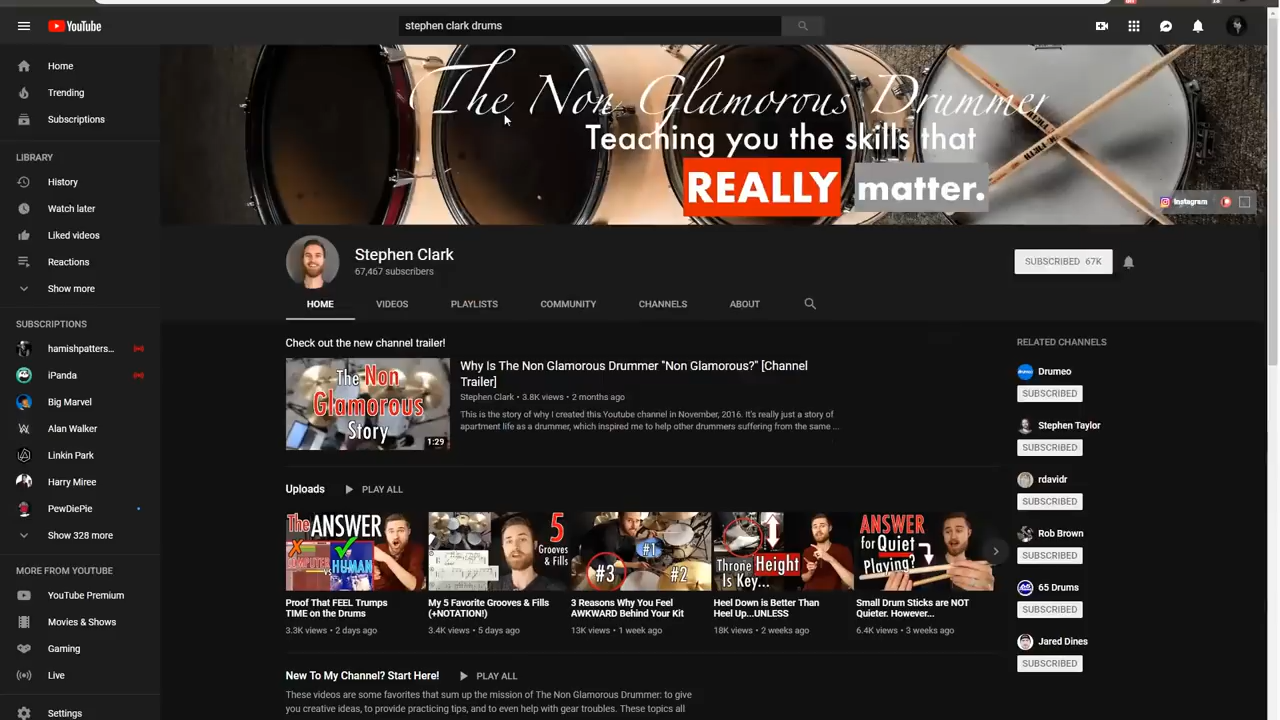 YouTube
stephen clark drums
Home
Trending
Subscriptions
LIBRARY
History
Watch later
Liked videos
Reactions
Show more
SUBSCRIPTIONS
hamishpatters...
iPanda
Big Marvel
Alan Walker
Linkin Park
Harry Miree
PewDiePie
Show 328 more
MORE FROM YOUTUBE
YouTube Premium
Movies & Shows
Gaming
Live
Settings
The Non Glamorous Drummer
Teaching you the skills that
REALLY matter.
Instagram
Stephen Clark
67,467 subscribers
SUBSCRIBED 67K
HOME VIDEOS PLAYLISTS COMMUNITY CHANNELS ABOUT
Check out the new channel trailer!
The Non
Glamorous
Story
1:29
Why Is The Non Glamorous Drummer "Non Glamorous?" [Channel
Trailer]
Stephen Clark • 3.8K views • 2 months ago
This is the story of why I created this Youtube channel in November, 2016. It's really just a story of
apartment life as a drummer, which inspired me to help other drummers suffering from the same ...
Uploads PLAY ALL
The ANSWER
COMPUTER HUMAN
Proof That FEEL Trumps
TIME on the Drums
3.3K views • 2 days ago
5
Grooves
& Fills
My 5 Favorite Grooves & Fills
(+NOTATION!)
3.4K views • 5 days ago
#1
#3 #2
3 Reasons Why You Feel
AWKWARD Behind Your Kit
13K views • 1 week ago
Throne Height
Is Key...
Heel Down is Better Than
Heel Up...UNLESS
18K views • 2 weeks ago
ANSWER
for Quiet
Playing?
Small Drum Sticks are NOT
Quieter. However...
6.4K views • 3 weeks ago
New To My Channel? Start Here! PLAY ALL
These videos are some favorites that sum up the mission of The Non Glamorous Drummer: to give
you creative ideas, to provide practicing tips, and to even help with gear troubles. These topics all
RELATED CHANNELS
Drumeo
SUBSCRIBED
Stephen Taylor
SUBSCRIBED
rdavidr
SUBSCRIBED
Rob Brown
SUBSCRIBED
65 Drums
SUBSCRIBED
Jared Dines
SUBSCRIBED